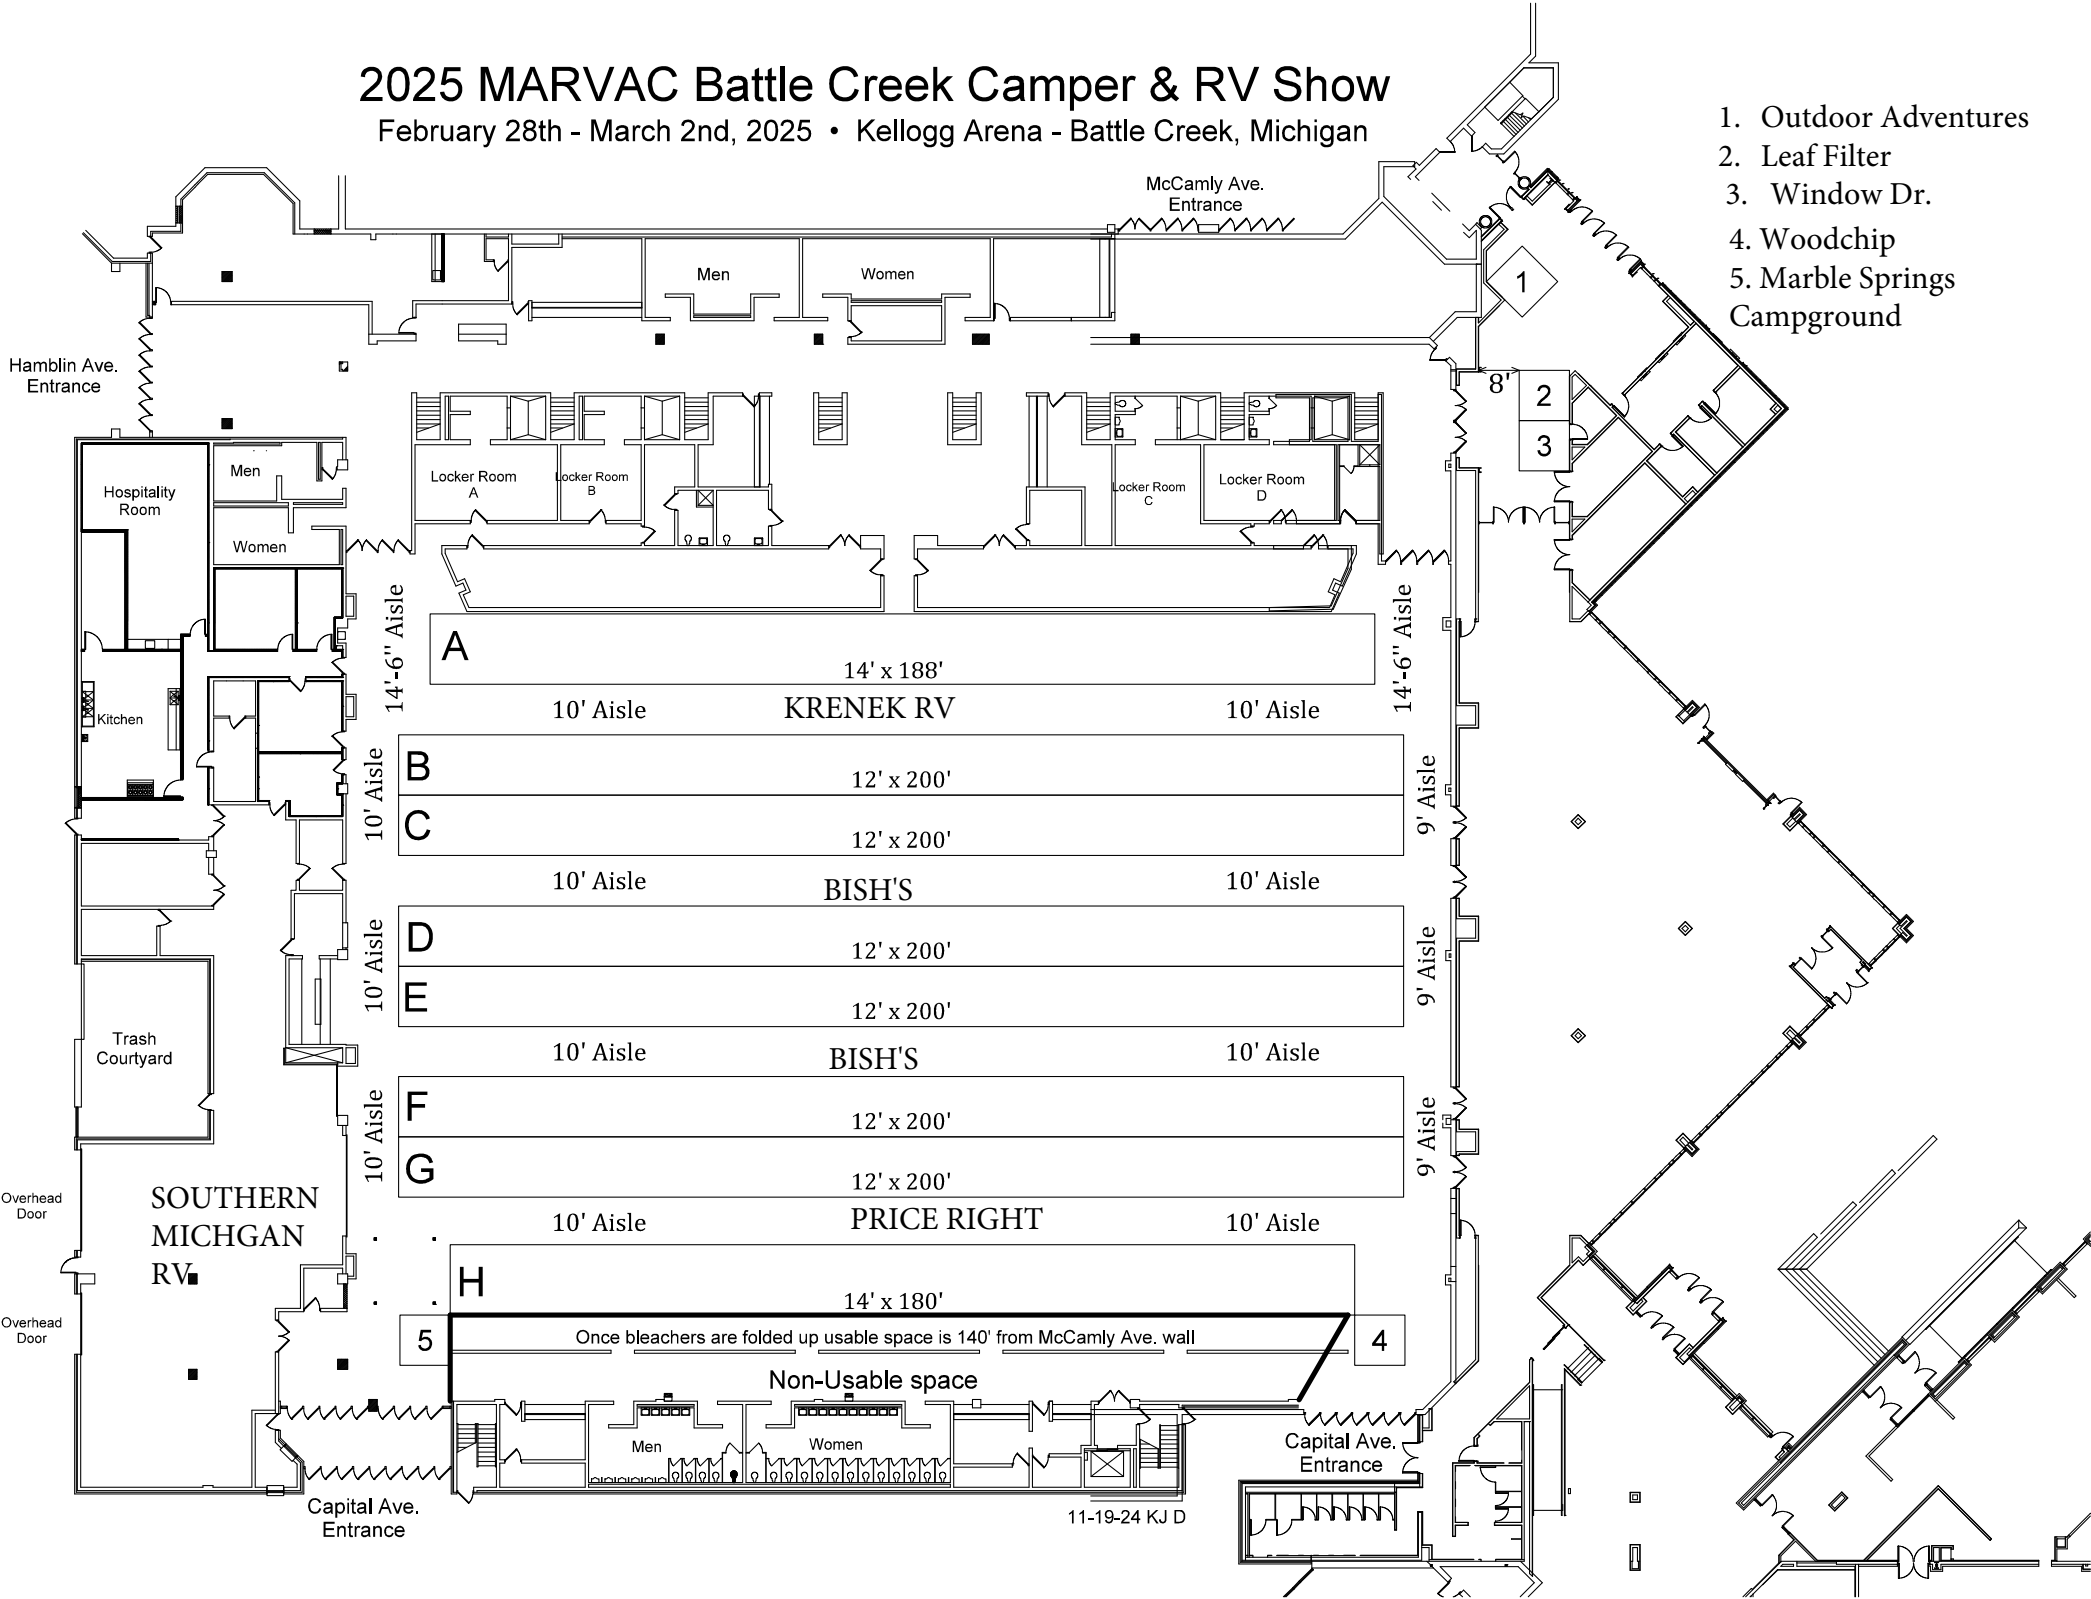 2025 MARVAC Battle Creek Camper & RV Show
February 28th - March 2nd, 2025 • Kellogg Arena - Battle Creek, Michigan
1. Outdoor Adventures
2. Leaf Filter
3. Window Dr.
4. Woodchip
5. Marble Springs
Campground
McCamly Ave.
Entrance
Men
Women
1
Hamblin Ave.
Entrance
8'
2
3
Men
Hospitality
Room
Women
Locker Room
A
Locker Room
B
Locker Room
C
Locker Room
D
14'-6" Aisle
14'-6" Aisle
A
14' x 188'
10' Aisle
KRENEK RV
10' Aisle
Kitchen
B
12' x 200'
10' Aisle
9' Aisle
C
12' x 200'
10' Aisle
BISH'S
10' Aisle
D
12' x 200'
10' Aisle
9' Aisle
E
12' x 200'
Trash
Courtyard
10' Aisle
BISH'S
10' Aisle
F
12' x 200'
10' Aisle
9' Aisle
G
12' x 200'
Overhead
Door
SOUTHERN
MICHGAN
RV
10' Aisle
PRICE RIGHT
10' Aisle
H
14' x 180'
Overhead
Door
5
Once bleachers are folded up usable space is 140' from McCamly Ave. wall
4
Non-Usable space
Men
Women
Capital Ave.
Entrance
Capital Ave.
Entrance
11-19-24 KJ D